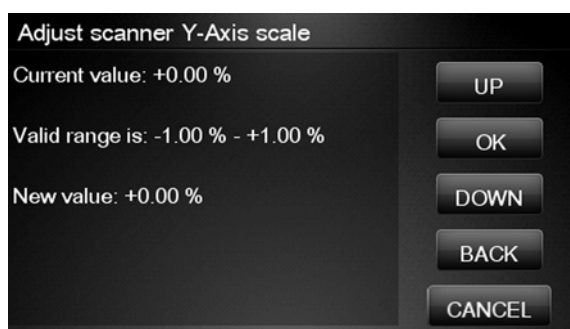 Adjust scanner Y-Axis scale
Current value: +0.00 %
Valid range is: -1.00 % - +1.00 %
New value: +0.00 %
UP
OK
DOWN
BACK
CANCEL